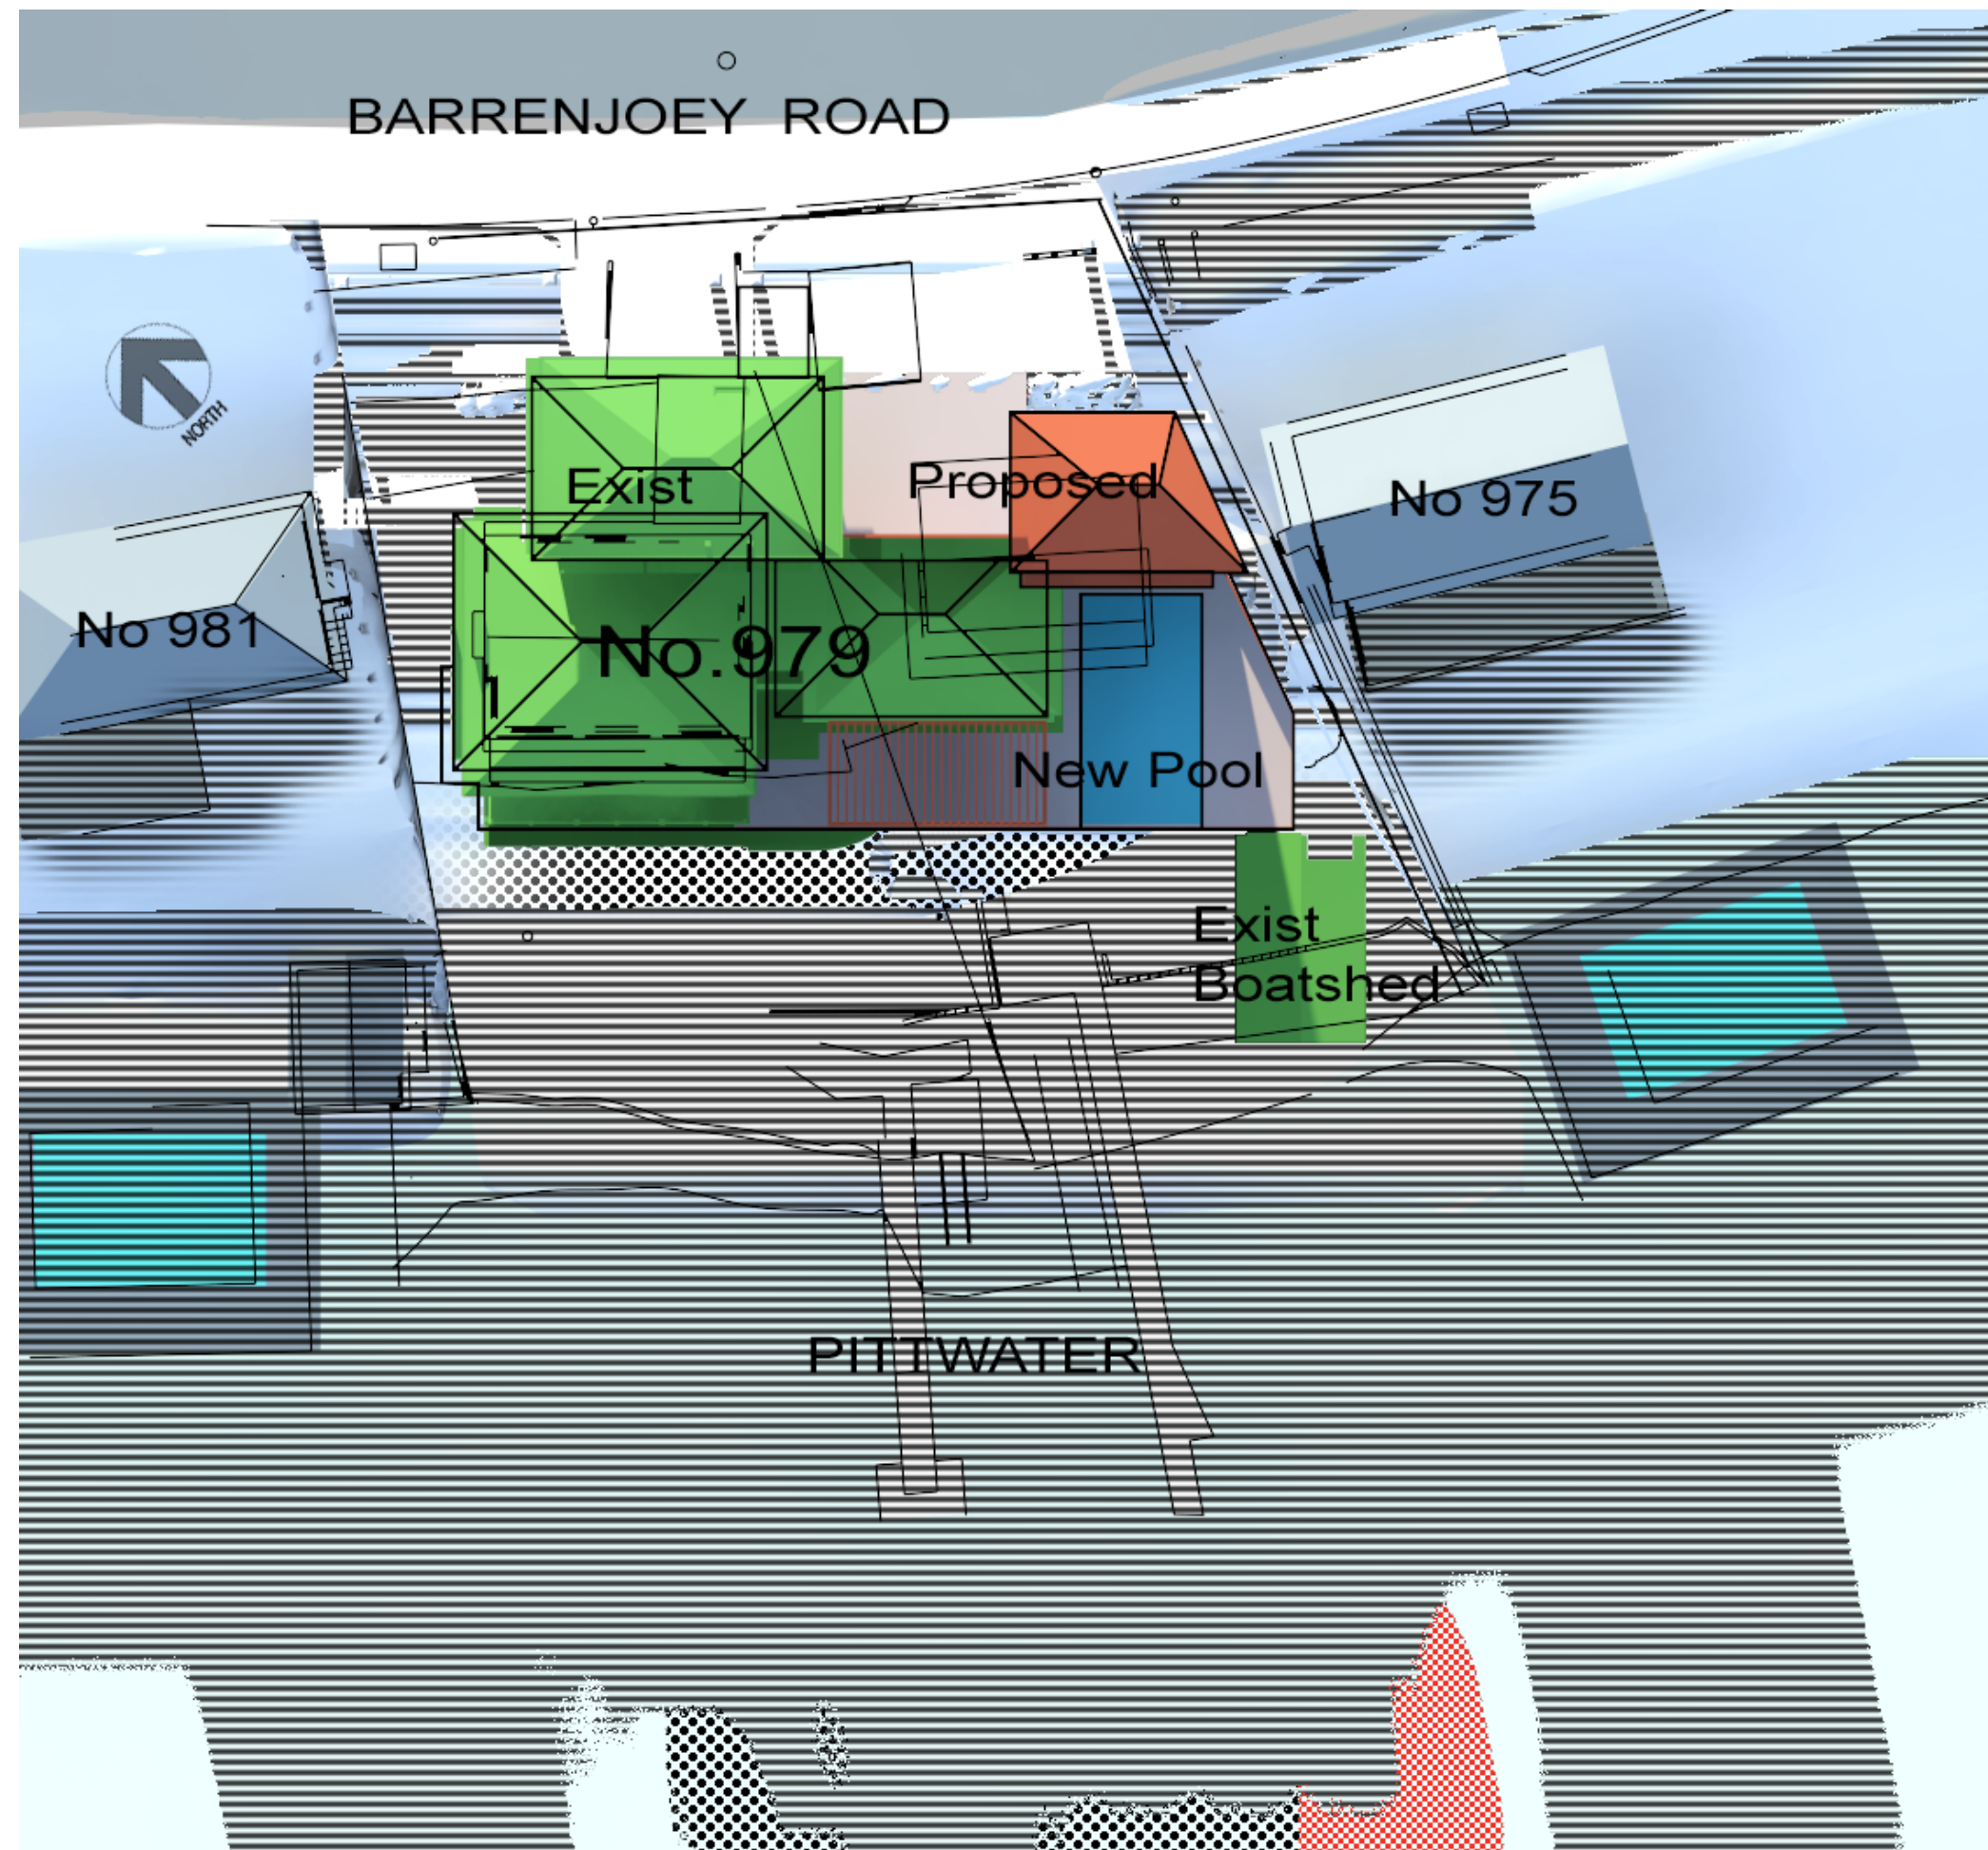 BARRENJOEY ROAD
NORTH
Exist
Proposed
No 975
No 981
No.979
New Pool
Exist
Boatshed
PITTWATER